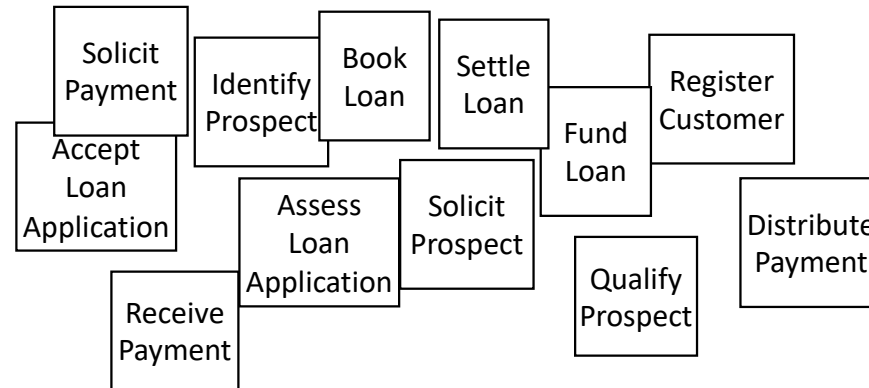 Solicit
Payment
Identify
Prospect
Book
Loan
Settle
Loan
Register
Customer
Accept
Loan
Application
Fund
Loan
Assess
Loan
Application
Solicit
Prospect
Distribute
Payment
Qualify
Prospect
Receive
Payment